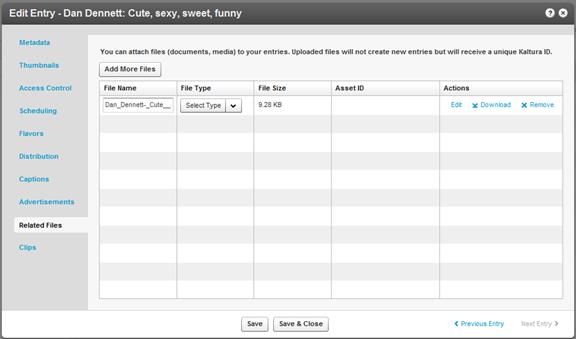 Edit Entry - Dan Dennett: Cute, sexy, sweet, funny
Metadata
Thumbnails
Access Control
Scheduling
Flavors
Distribution
Captions
Advertisements
Related Files
Clips
You can attach files (documents, media) to your entries. Uploaded files will not create new entries but will receive a unique Kaltura ID.
Add More Files
File Name File Type File Size Asset ID Actions
Dan_Dennett-_Cute__ Select Type 9.28 KB Edit Download Remove
Save Save & Close Previous Entry Next Entry